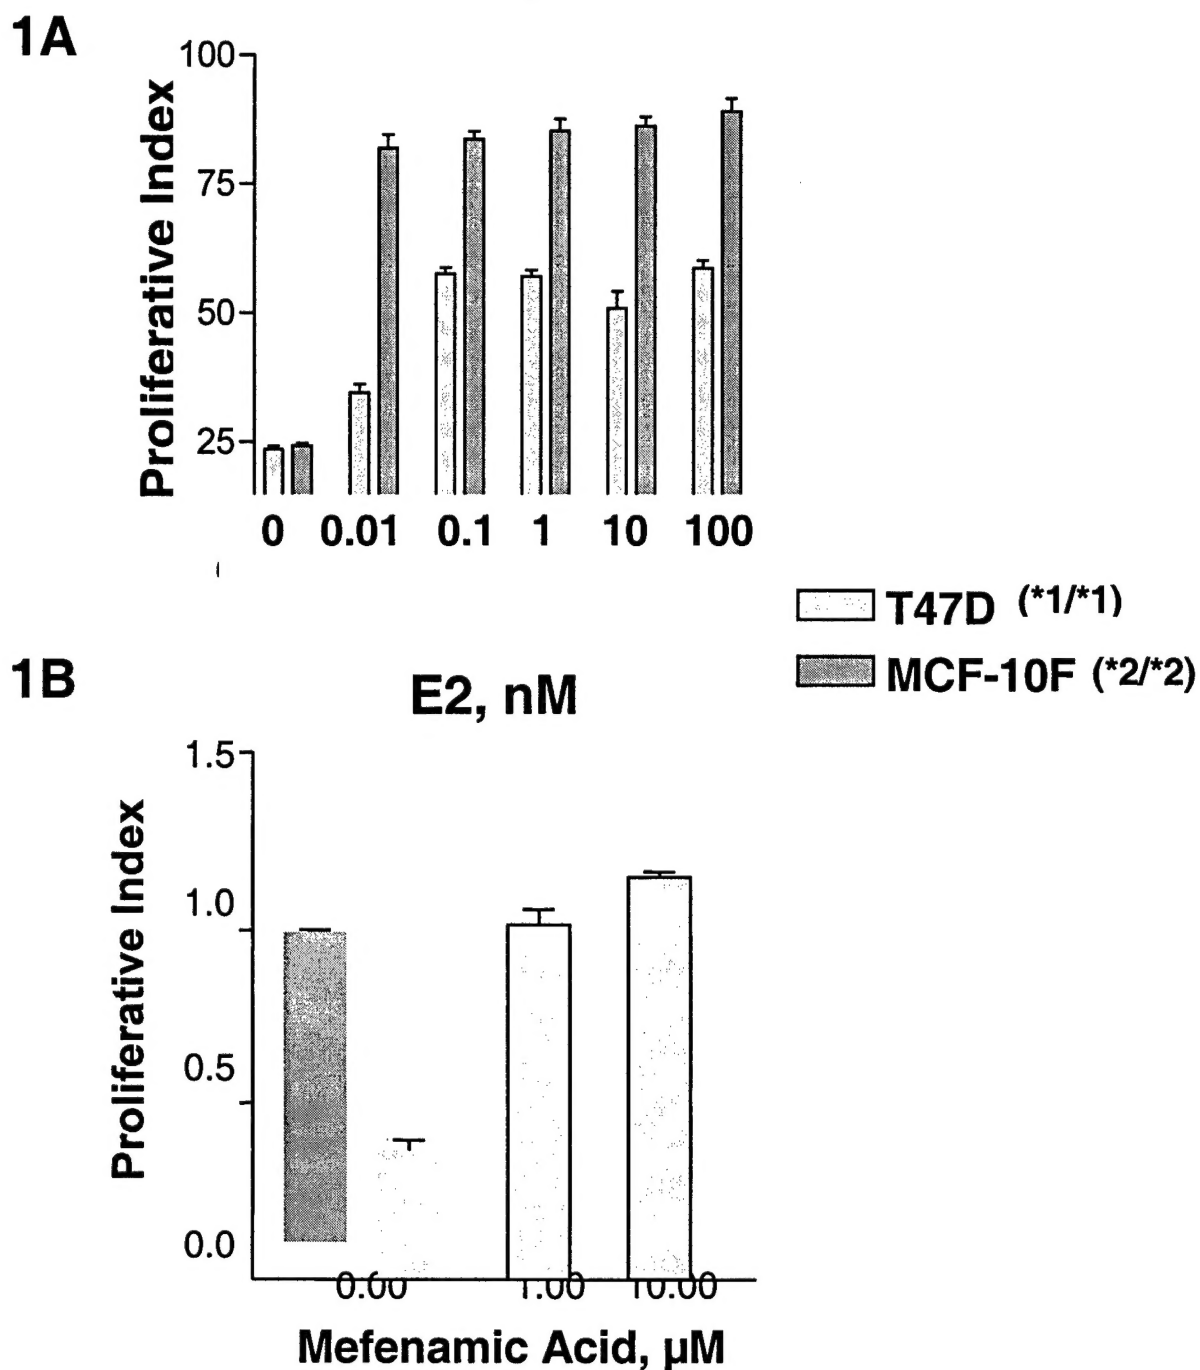 1A
Proliferative Index
100
75
50
25
0 0.01 0.1 1 10 100
T47D (*1/*1)
MCF-10F (*2/*2)
1B
E2, nM
Proliferative Index
1.5
1.0
0.5
0.0
0.00 1.00 10.00
Mefenamic Acid, µM